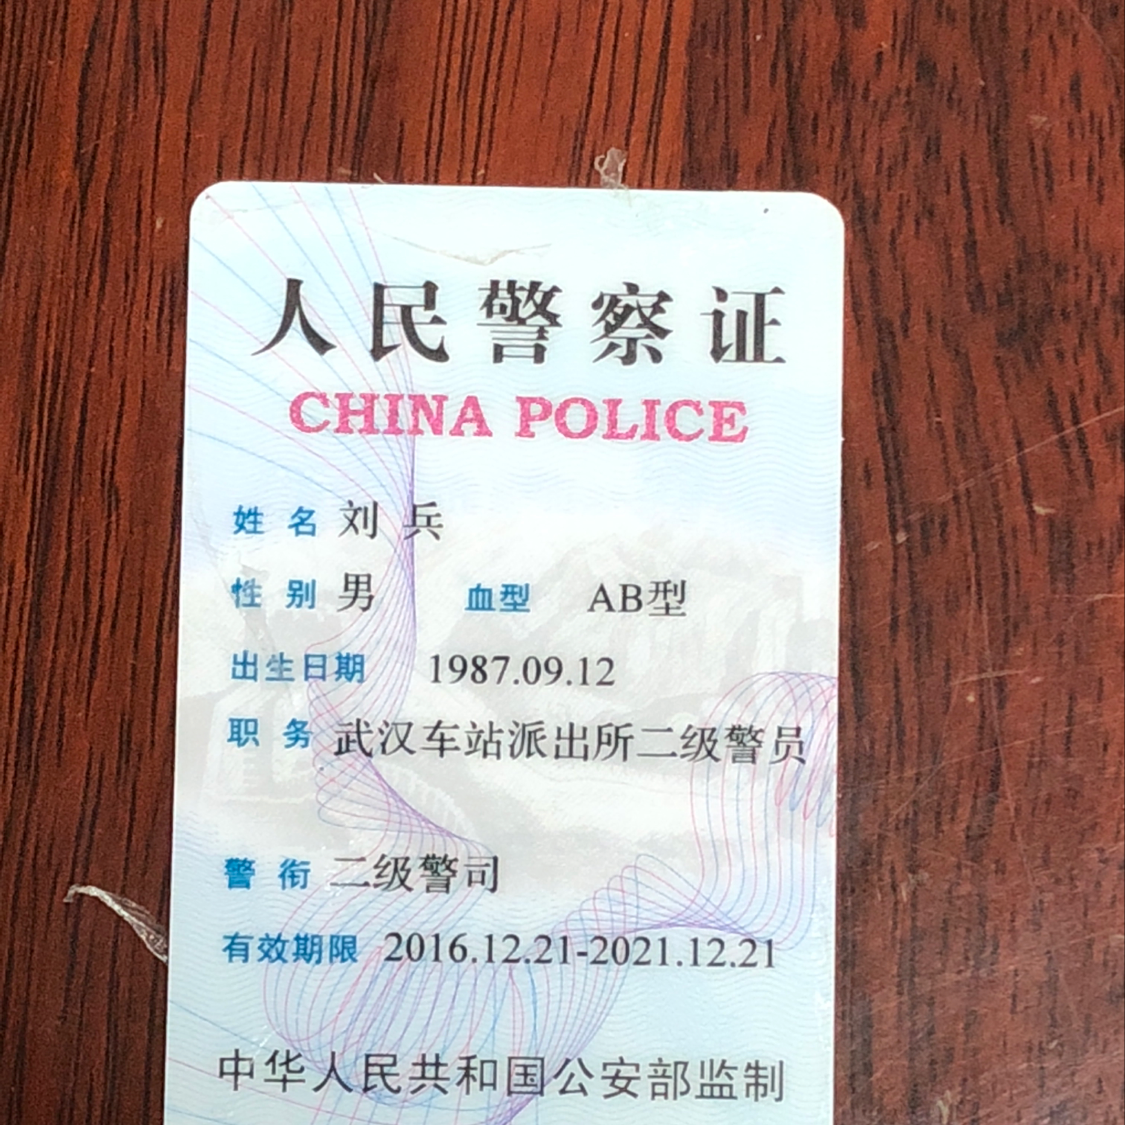 人民警察证
CHINA POLICE
姓名 刘兵
性别 男 血型 AB型
出生日期 1987.09.12
职务 武汉车站派出所二级警员
警衔 二级警司
有效期限 2016.12.21-2021.12.21
中华人民共和国公安部监制